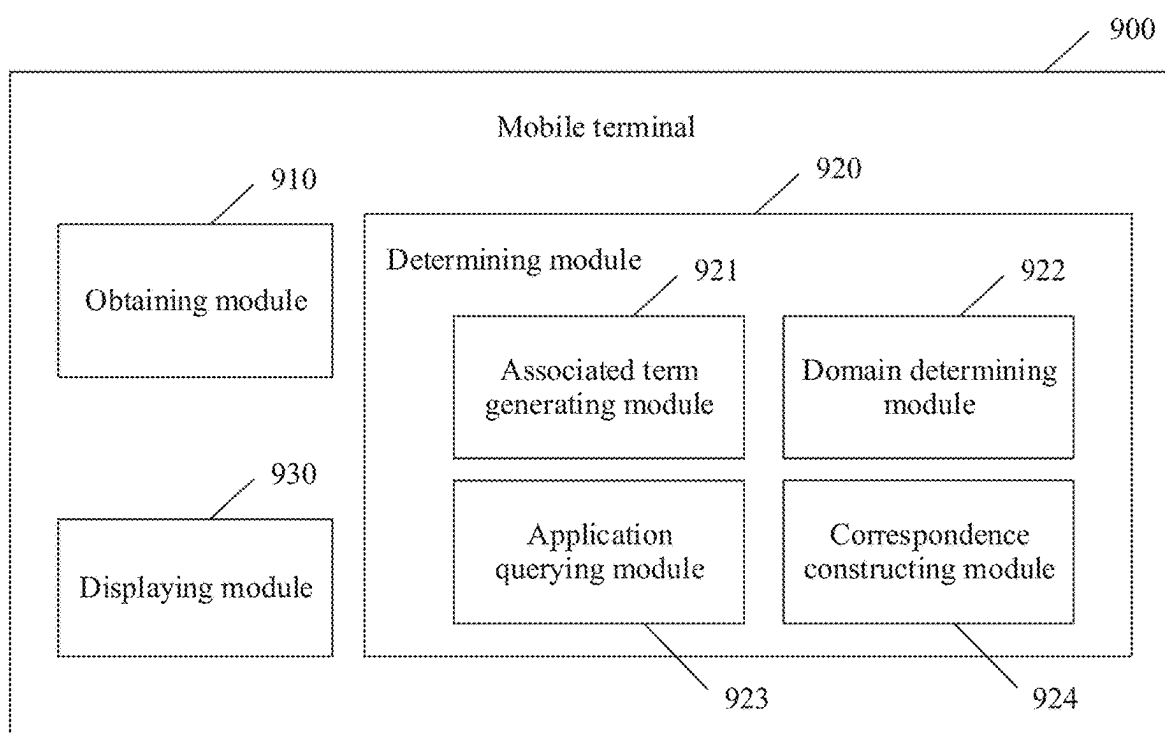 900
Mobile terminal
910
920
Obtaining module
Determining module
921
922
Associated term
generating module
Domain determining
module
930
Displaying module
Application
querying module
Correspondence
constructing module
923
924